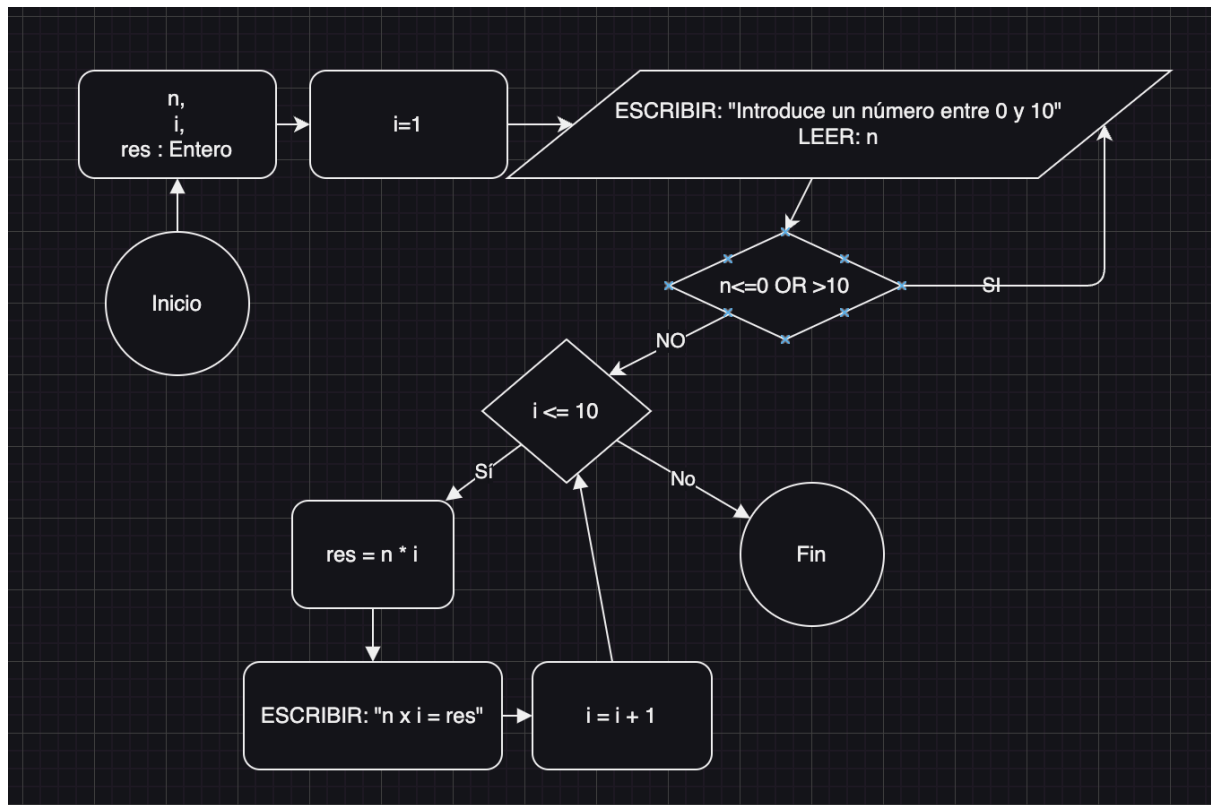 Inicio
n,
i,
res : Entero
i=1
ESCRIBIR: "Introduce un número entre 0 y 10"
LEER: n
n<=0 OR >10
SI
NO
i <= 10
Sí
No
res = n * i
Fin
ESCRIBIR: "n x i = res"
i = i + 1